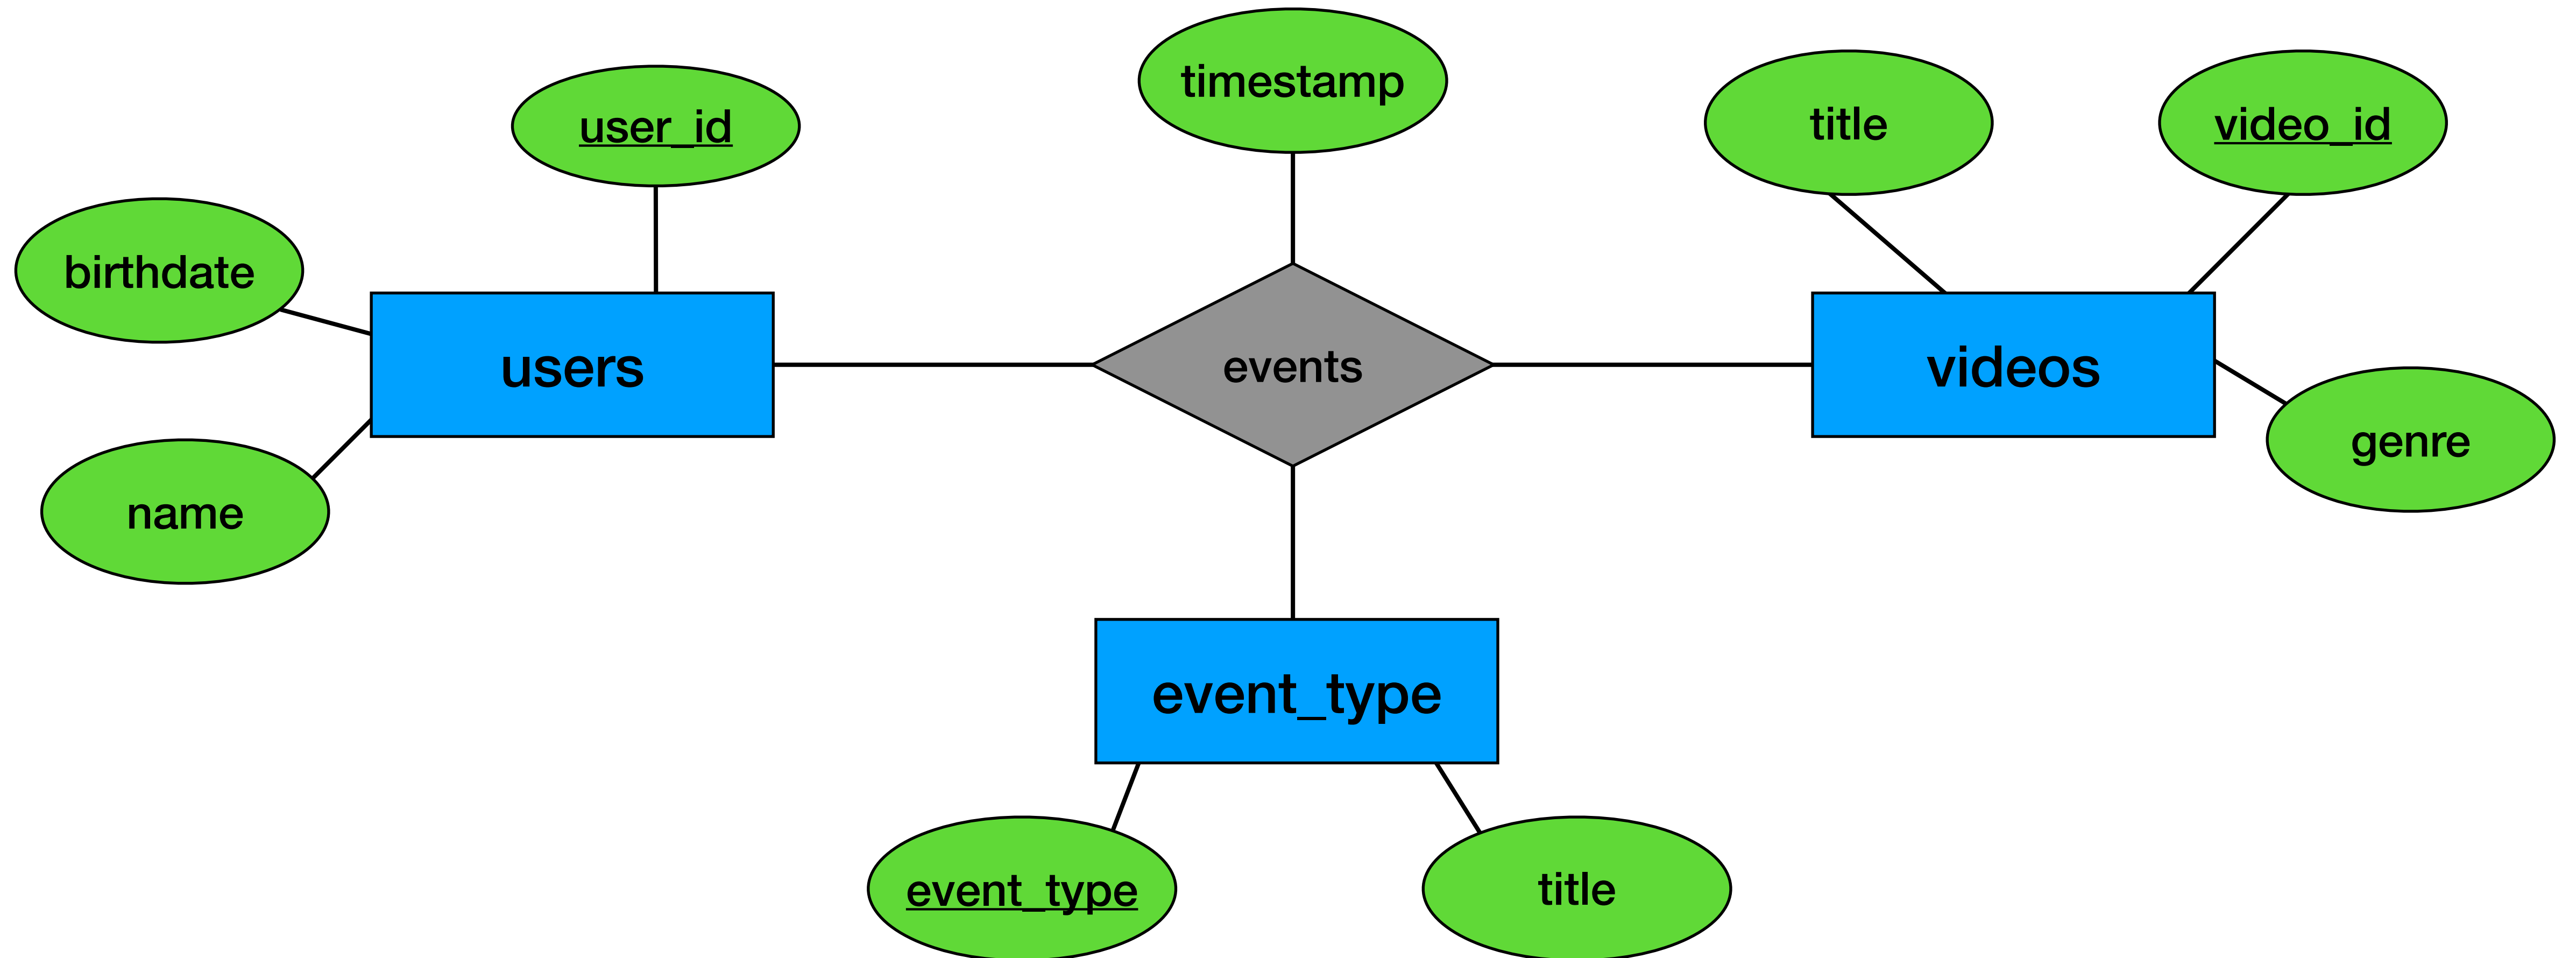 timestamp
title
video_id
user_id
birthdate
users
events
videos
genre
name
event_type
event_type
title